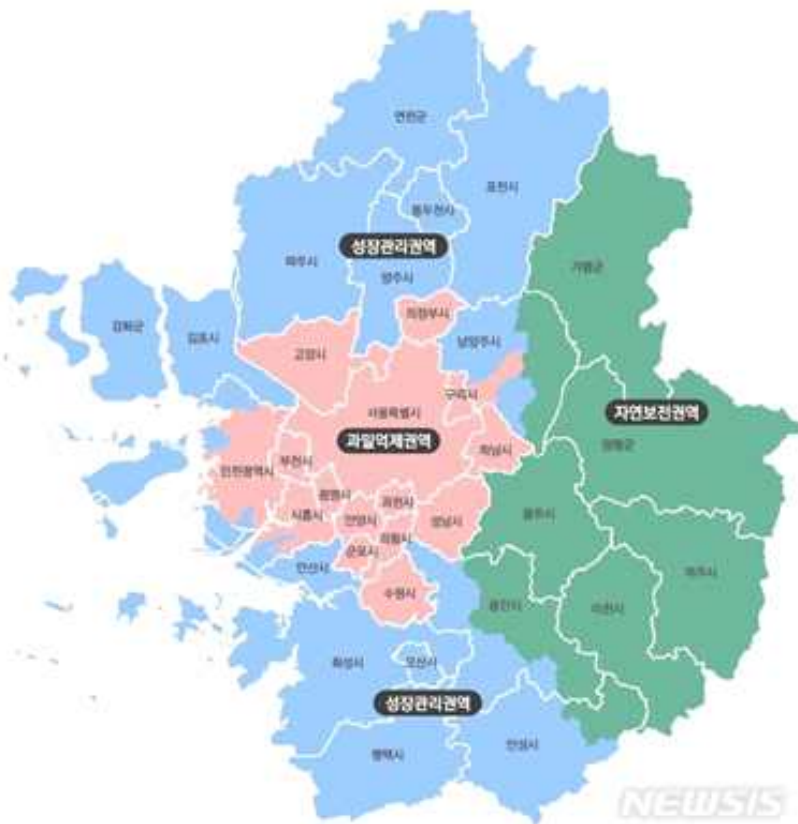 연천군
포천시
동두천시
가평군
성장관리권역
파주시
양주시
강화군
김포시
의정부시
남양주시
고양시
구리시
서울특별시
자연보전권역
과밀억제권역
하남시
양평군
부천시
인천광역시
광명시
과천시
시흥시
안양시
성남시
광주시
의왕시
군포시
안산시
여주시
수원시
용인시
이천시
화성시
오산시
성장관리권역
안성시
평택시
NEWSIS